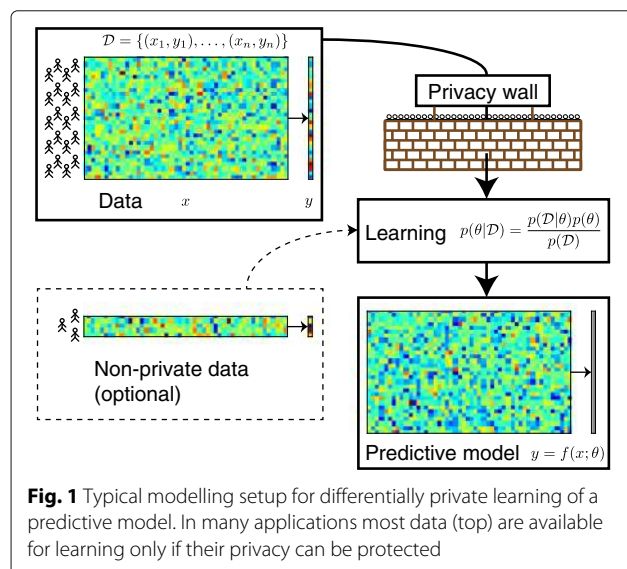 𝒟 = {(x₁, y₁), . . . , (xₙ, yₙ)}
Data x y
Privacy wall
Learning p(θ|𝒟) = p(𝒟|θ)p(θ) / p(𝒟)
Non-private data
(optional)
Predictive model y = f(x; θ)
Fig. 1 Typical modelling setup for differentially private learning of a
predictive model. In many applications most data (top) are available
for learning only if their privacy can be protected